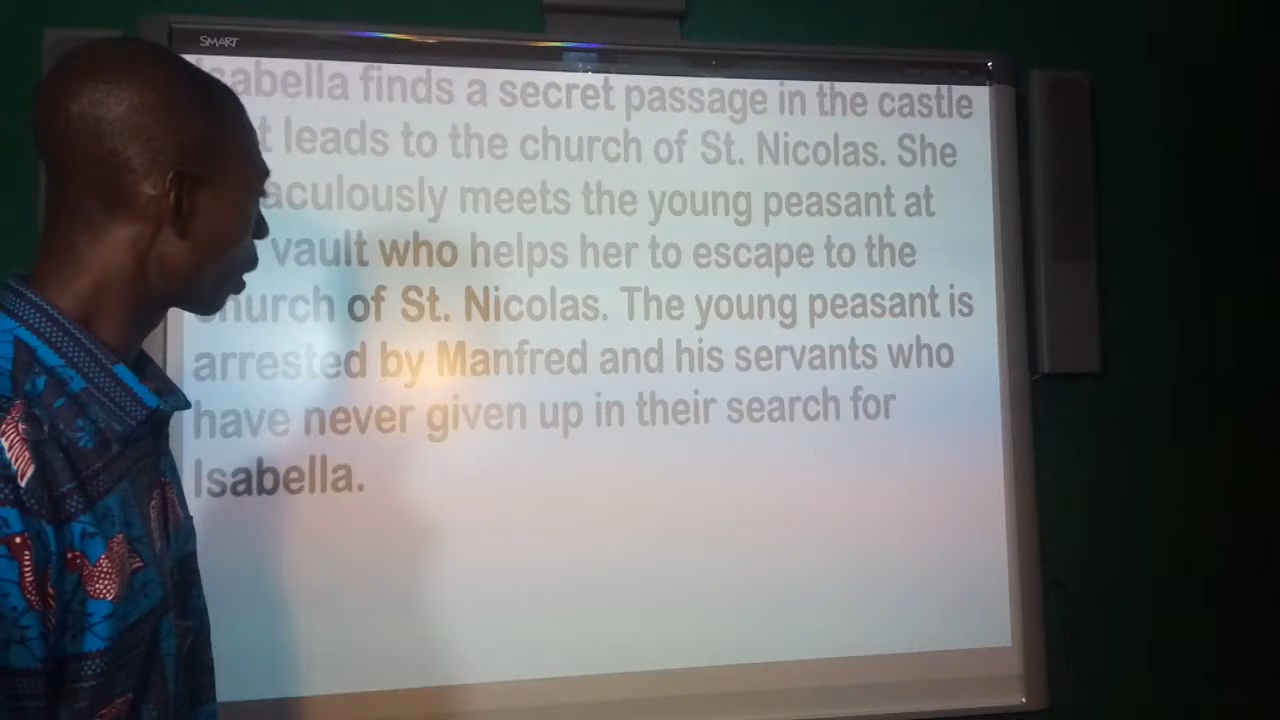 SMART
Isabella finds a secret passage in the castle
leads to the church of St. Nicolas. She
meets the young peasant at
vault who helps her to escape to the
church of St. Nicolas. The young peasant is
arrested by Manfred and his servants who
have never given up in their search for
Isabella.